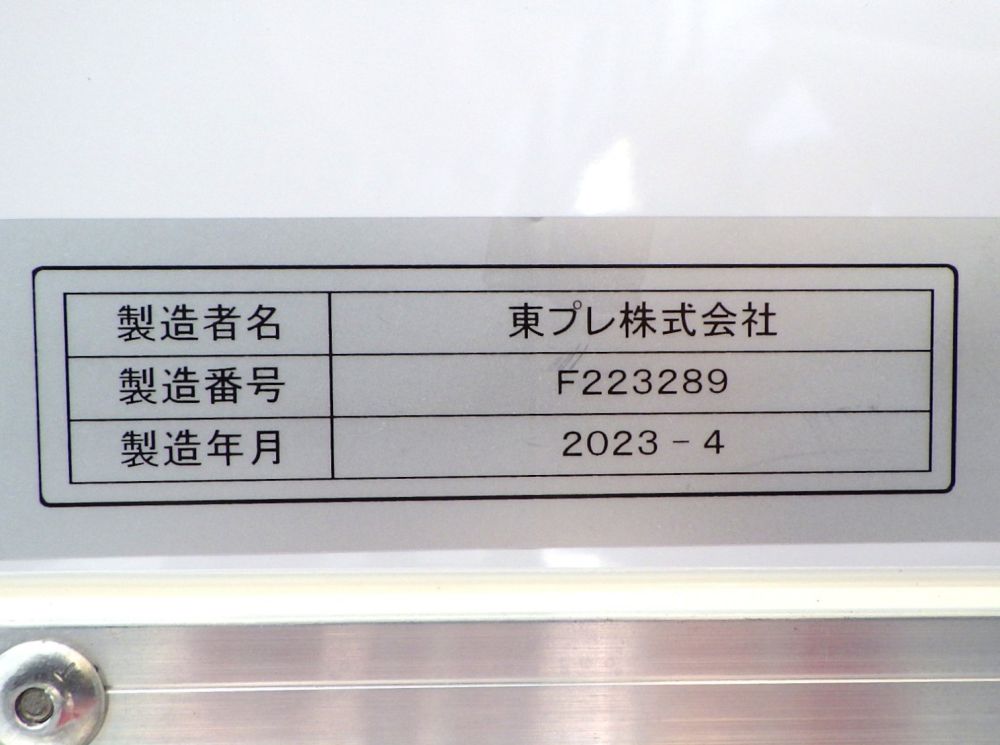 製造者名 東プレ株式会社
製造番号 F223289
製造年月 2023-4